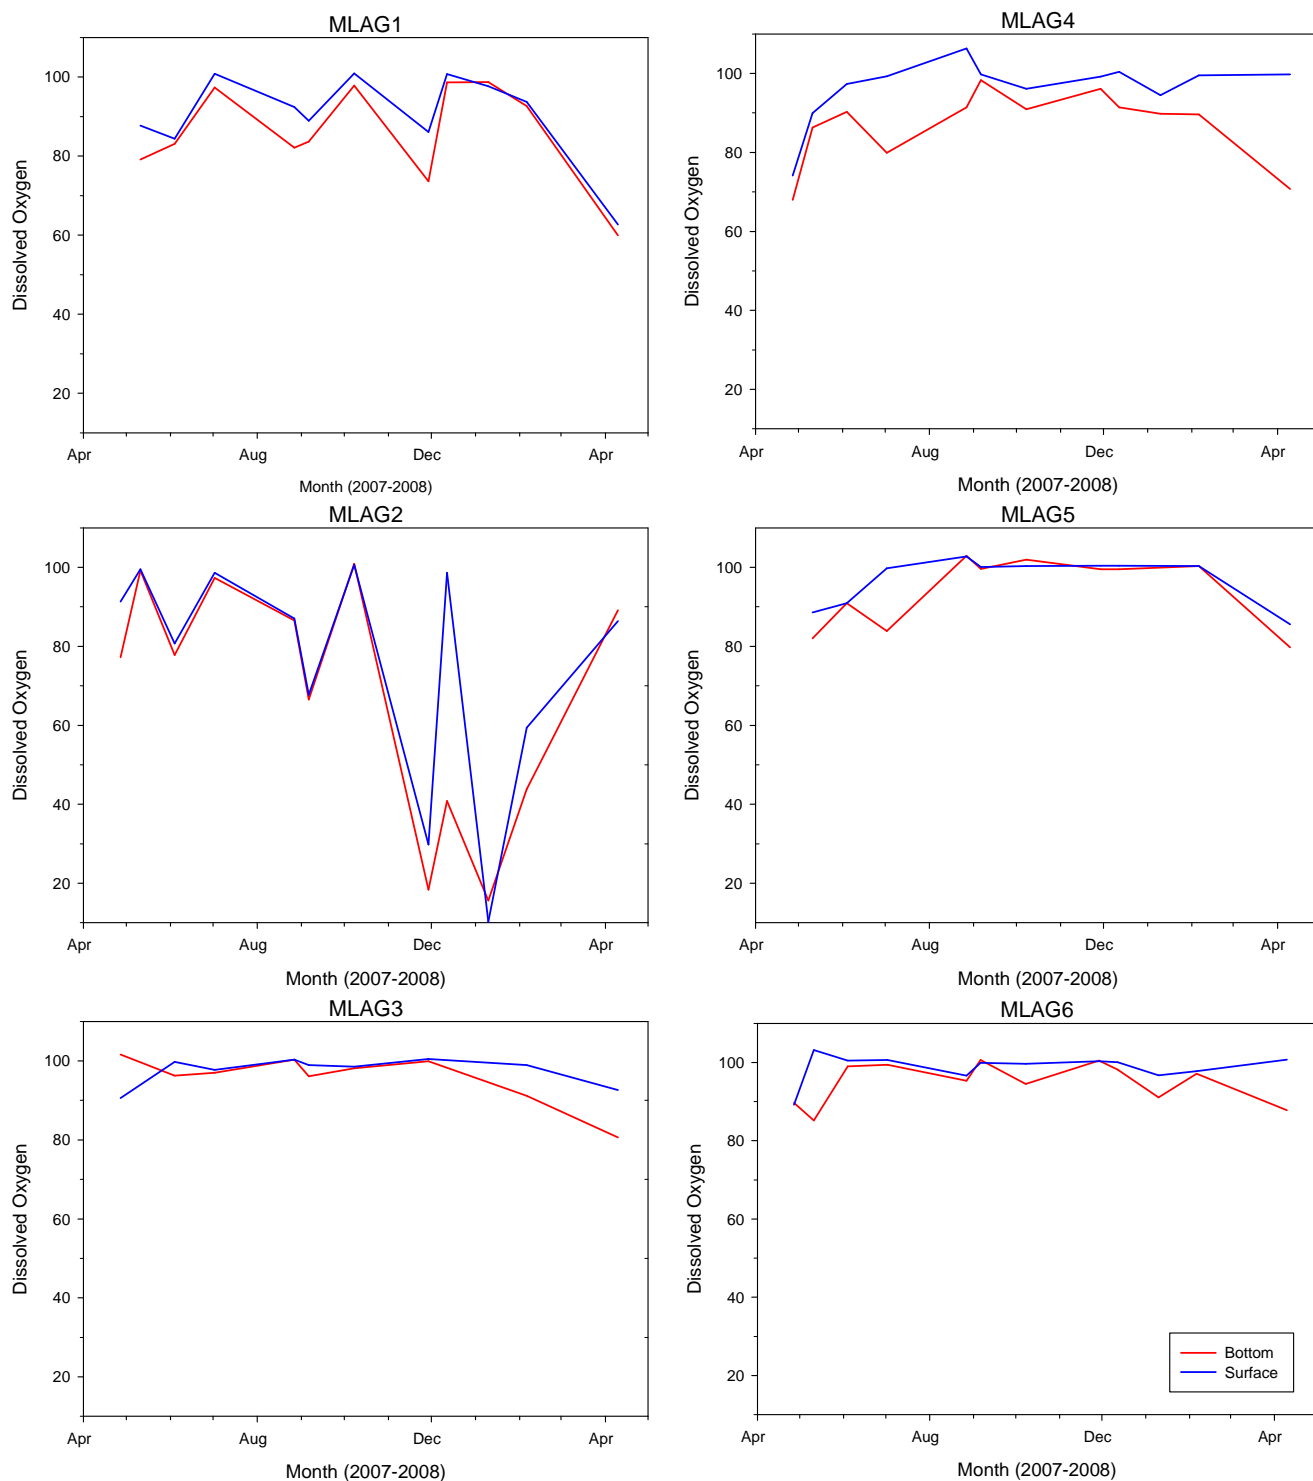 MLAG1
Dissolved Oxygen
100
80
60
40
20
Apr Aug Dec Apr
Month (2007-2008)
MLAG4
Dissolved Oxygen
100
80
60
40
20
Apr Aug Dec Apr
Month (2007-2008)
MLAG2
Dissolved Oxygen
100
80
60
40
20
Apr Aug Dec Apr
Month (2007-2008)
MLAG5
Dissolved Oxygen
100
80
60
40
20
Apr Aug Dec Apr
Month (2007-2008)
MLAG3
Dissolved Oxygen
100
80
60
40
20
Apr Aug Dec Apr
Month (2007-2008)
MLAG6
Dissolved Oxygen
100
80
60
40
20
Bottom
Surface
Apr Aug Dec Apr
Month (2007-2008)